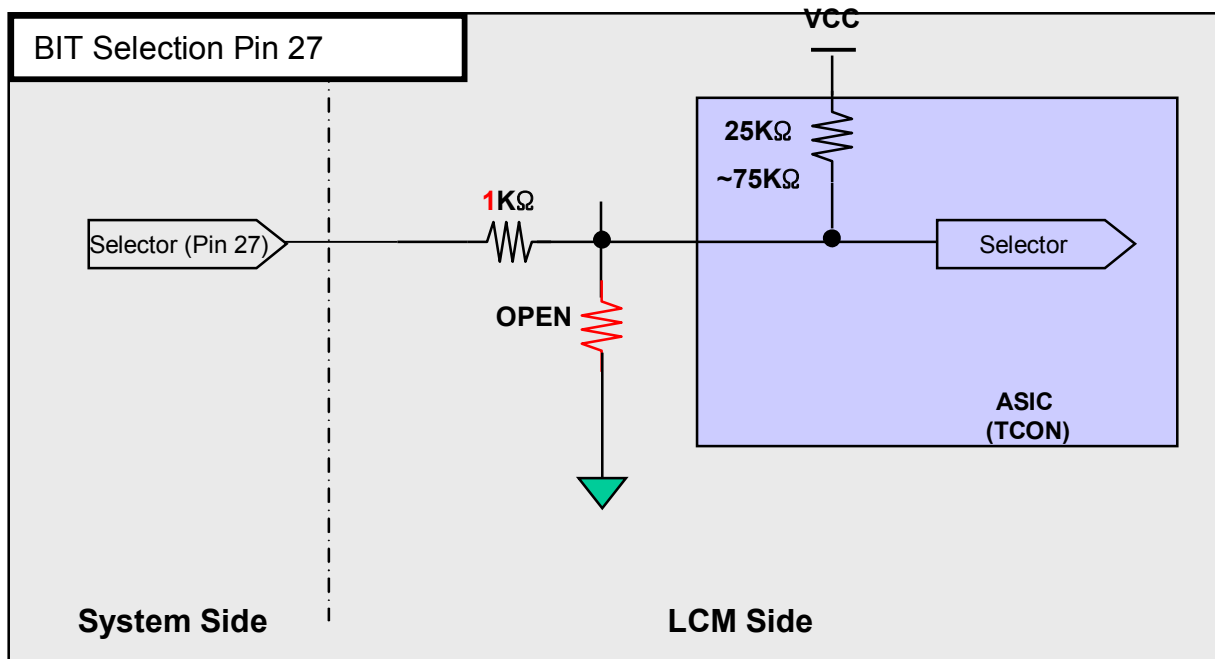 BIT Selection Pin 27
VCC
25KΩ
~75KΩ
1KΩ
Selector (Pin 27)
Selector
OPEN
ASIC
(TCON)
System Side
LCM Side